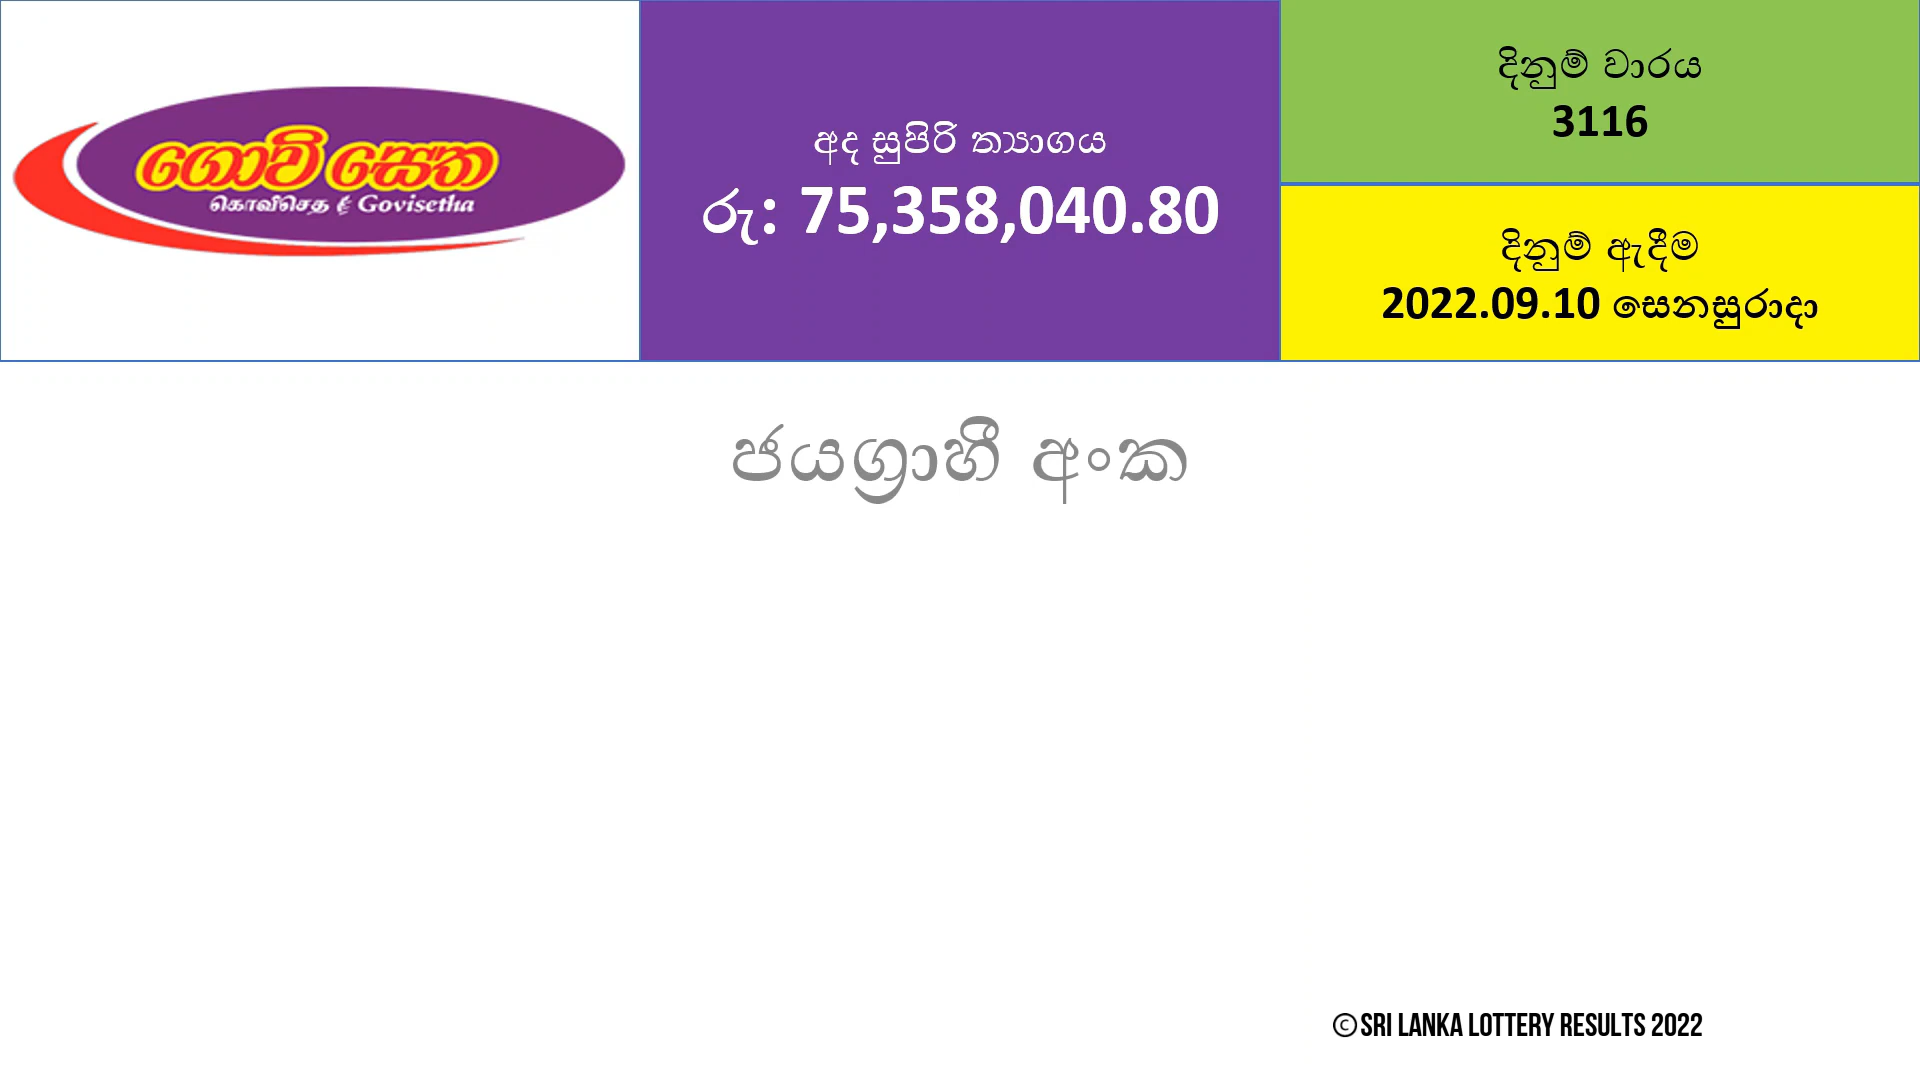 ගොවි සෙත
கொவிசெத Govisetha
අද සුපිරි ත්‍යාගය
රු: 75,358,040.80
දිනුම් වාරය
3116
දිනුම් ඇදීම
2022.09.10 සෙනසුරාදා
ජයග්‍රාහී අංක
©SRI LANKA LOTTERY RESULTS 2022